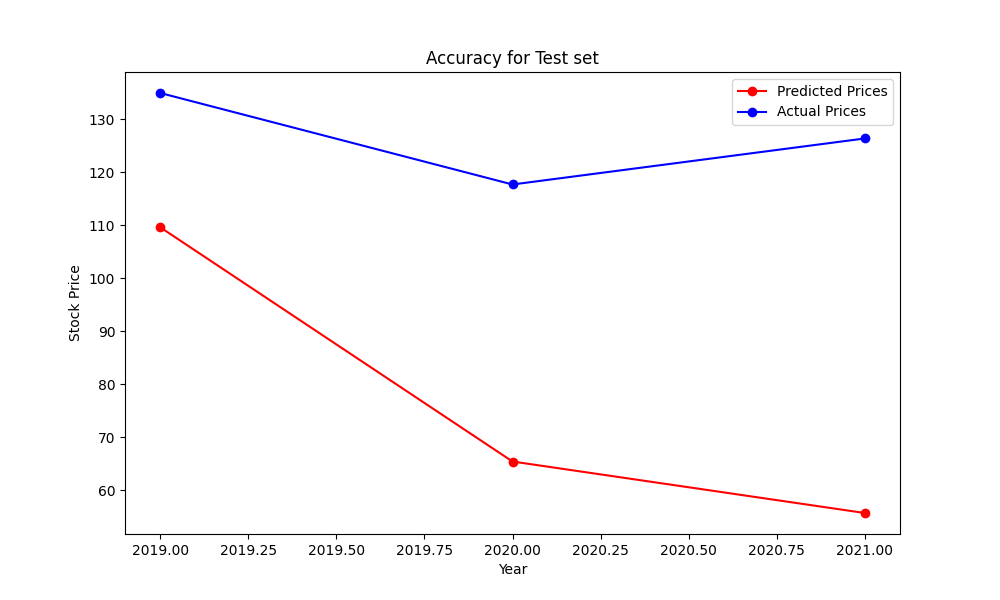 Accuracy for Test set
Predicted Prices
Actual Prices
130
120
110
100
90
80
70
60
Stock Price
2019.00 2019.25 2019.50 2019.75 2020.00 2020.25 2020.50 2020.75 2021.00
Year